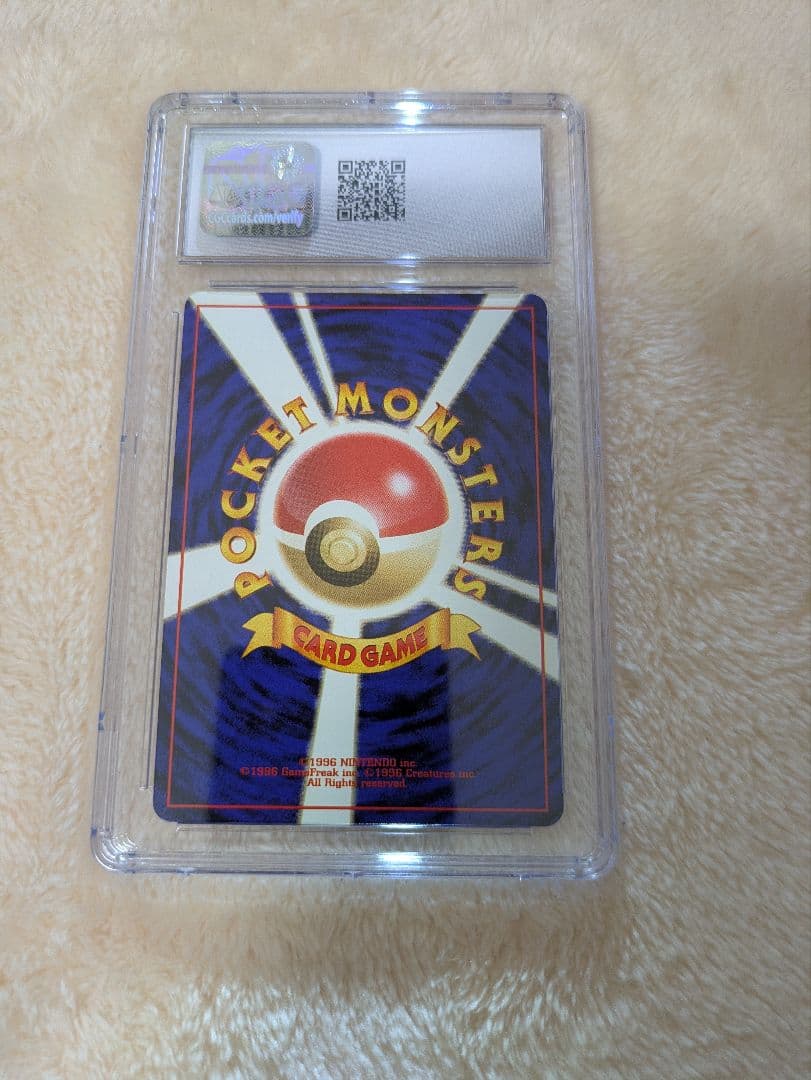 CGCcards.com/verify
POCKET MONSTERS
CARD GAME
©1996 NINTENDO inc.
©1996 GameFreak inc. ©1996 Creatures inc.
All Rights reserved.